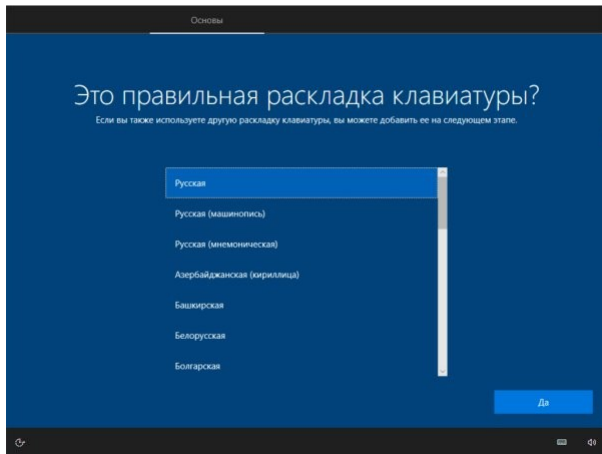 Основы
Это правильная раскладка клавиатуры?
Если вы также используете другую раскладку клавиатуры, вы можете добавить ее на следующем этапе.
Русская
Русская (машинопись)
Русская (мнемоническая)
Азербайджанская (кириллица)
Башкирская
Белорусская
Болгарская
Да